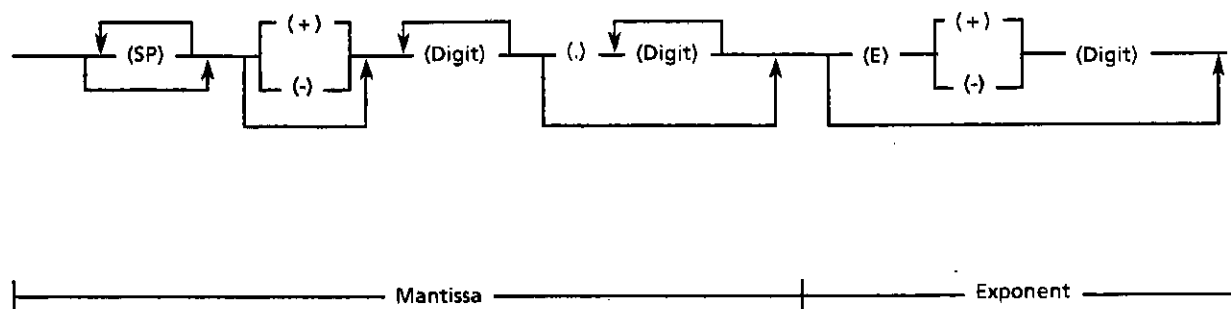 (+) (+)
(SP) (Digit) (.) (Digit) (E) (Digit)
(-) (-)
Mantissa Exponent